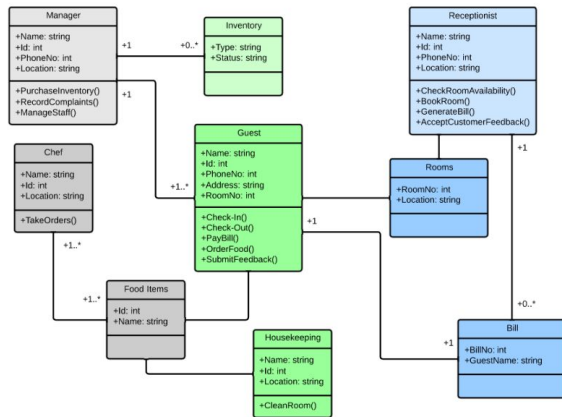 Manager
+Name: string
+Id: int
+PhoneNo: int
+Location: string
+PurchaseInventory()
+RecordComplaints()
+ManageStaff()
+1
+0..*
+1
Inventory
+Type: string
+Status: string
Receptionist
+Name: string
+Id: int
+PhoneNo: int
+Location: string
+CheckRoomAvailability()
+BookRoom()
+GenerateBill()
+AcceptCustomerFeedback()
+1
Guest
+Name: string
+Id: int
+PhoneNo: int
+Address: string
+RoomNo: int
+Check-In()
+Check-Out()
+PayBill()
+OrderFood()
+SubmitFeedback()
+1..*
+1
Chef
+Name: string
+Id: int
+Location: string
+TakeOrders()
+1..*
Rooms
+RoomNo: int
+Location: string
+1..*
Food Items
+Id: int
+Name: string
Housekeeping
+Name: string
+Id: int
+Location: string
+CleanRoom()
+0..*
+1
Bill
+BillNo: int
+GuestName: string